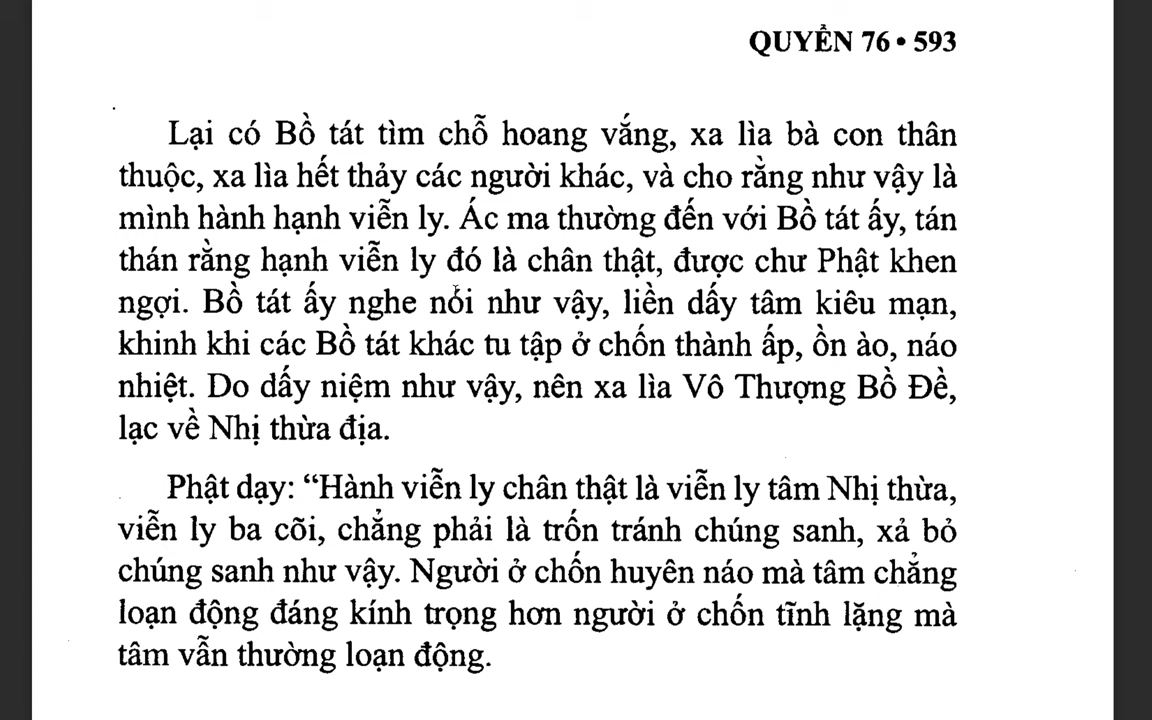 QUYỂN 76 • 593
Lại có Bồ tát tìm chỗ hoang vắng, xa lìa bà con thân
thuộc, xa lìa hết thảy các người khác, và cho rằng như vậy là
mình hành hạnh viễn ly. Ác ma thường đến với Bồ tát ấy, tán
thán rằng hạnh viễn ly đó là chân thật, được chư Phật khen
ngợi. Bồ tát ấy nghe nói như vậy, liền dấy tâm kiêu mạn,
khinh khi các Bồ tát khác tu tập ở chốn thành ấp, ồn ào, náo
nhiệt. Do dấy niệm như vậy, nên xa lìa Vô Thượng Bồ Đề,
lạc về Nhị thừa địa.
Phật dạy: “Hành viễn ly chân thật là viễn ly tâm Nhị thừa,
viễn ly ba cõi, chẳng phải là trốn tránh chúng sanh, xả bỏ
chúng sanh như vậy. Người ở chốn huyên náo mà tâm chẳng
loạn động đáng kính trọng hơn người ở chốn tĩnh lặng mà
tâm vẫn thường loạn động.